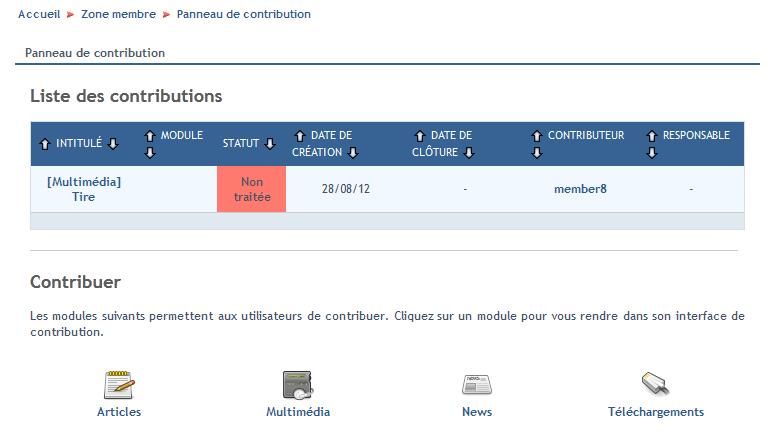 Accueil Zone membre Panneau de contribution
Panneau de contribution
Liste des contributions
INTITULÉ MODULE STATUT DATE DE CRÉATION DATE DE CLÔTURE CONTRIBUTEUR RESPONSABLE
[Multimédia] Tire Non traitée 28/08/12 - member8 -
Contribuer
Les modules suivants permettent aux utilisateurs de contribuer. Cliquez sur un module pour vous rendre dans son interface de
contribution.
Articles Multimédia News Téléchargements